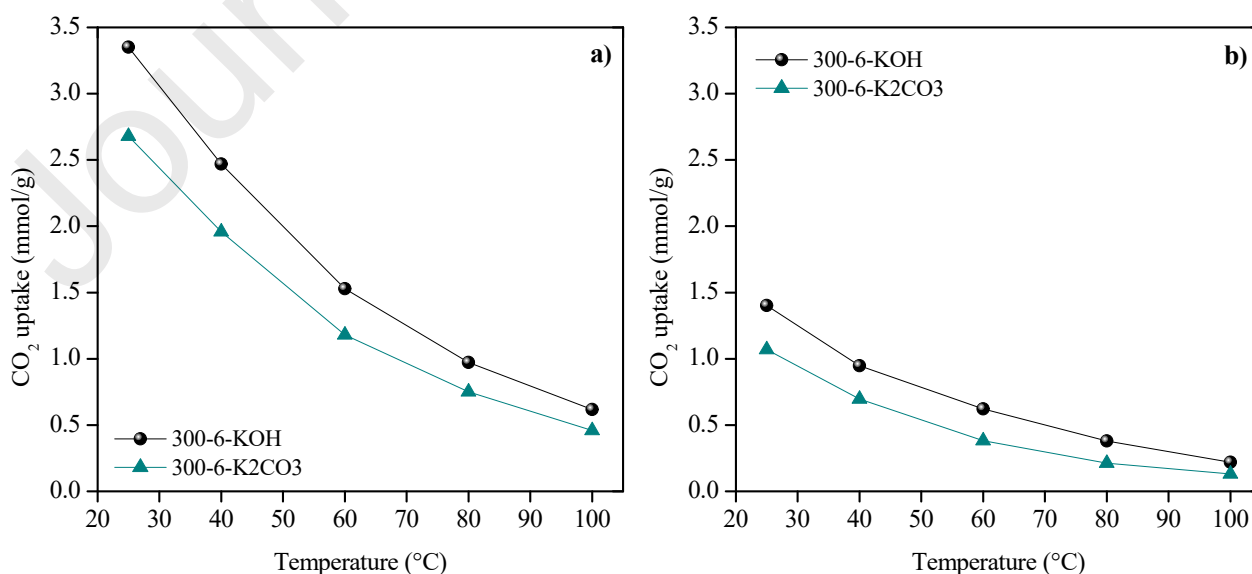 Journ
a)
3.5
3.0
2.5
2.0
1.5
1.0
0.5
0.0
CO2 uptake (mmol/g)
300-6-KOH
300-6-K2CO3
20 30 40 50 60 70 80 90 100
Temperature (°C)
b)
3.5
3.0
2.5
2.0
1.5
1.0
0.5
0.0
CO2 uptake (mmol/g)
300-6-KOH
300-6-K2CO3
20 30 40 50 60 70 80 90 100
Temperature (°C)